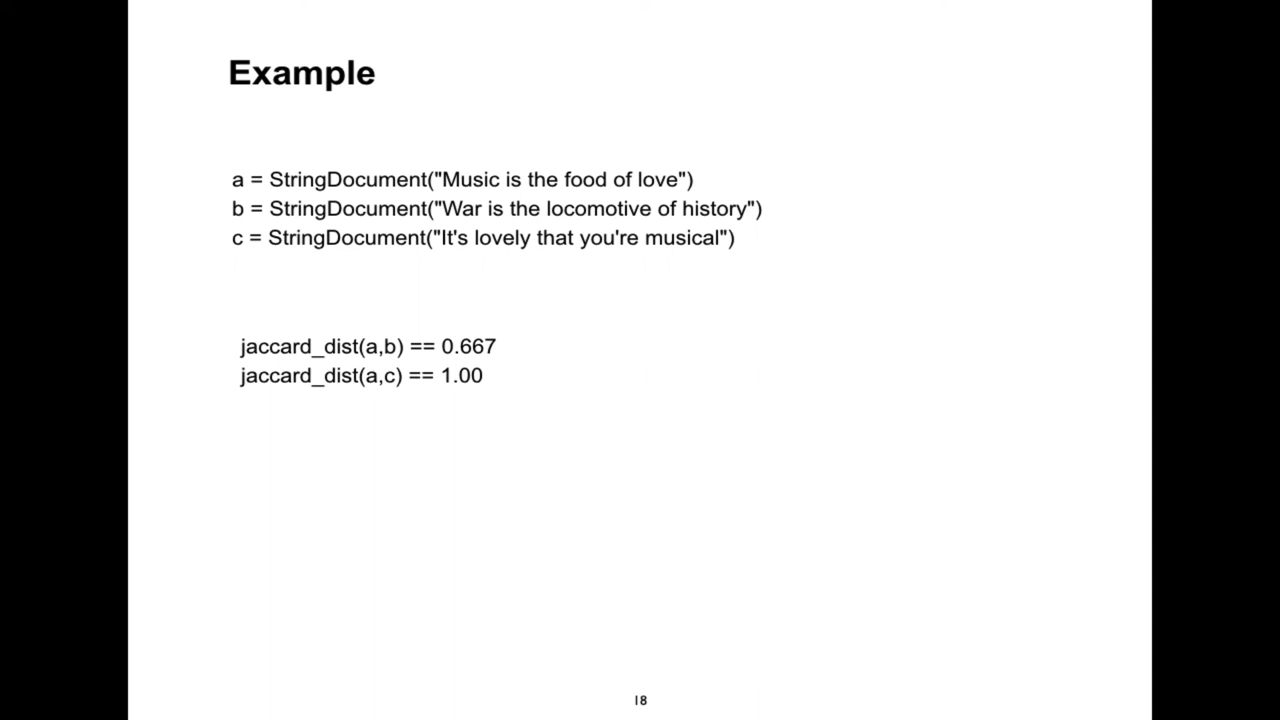 Example
a = StringDocument("Music is the food of love")
b = StringDocument("War is the locomotive of history")
c = StringDocument("It's lovely that you're musical")
jaccard_dist(a,b) == 0.667
jaccard_dist(a,c) == 1.00
18